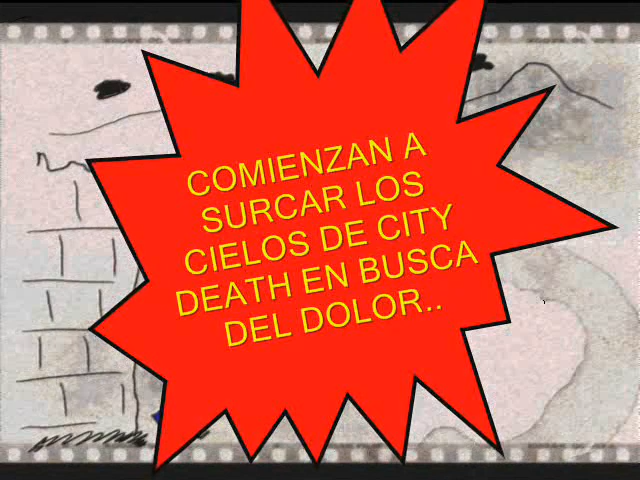 COMIENZAN A
SURCAR LOS
CIELOS DE CITY
DEATH EN BUSCA
DEL DOLOR..